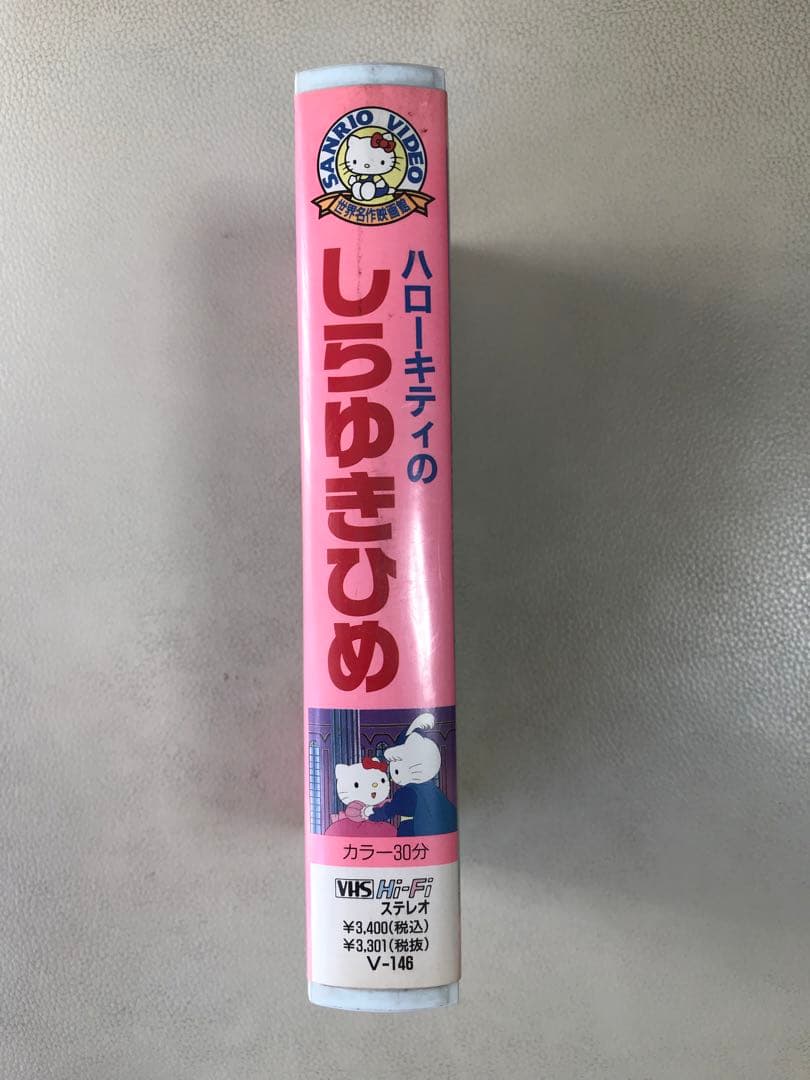 SANRIO VIDEO
世界名作映画館
ハローキティの
しらゆきひめ
カラー30分
VHS Hi-Fi
ステレオ
¥3,400(税込)
¥3,301(税抜)
V-146